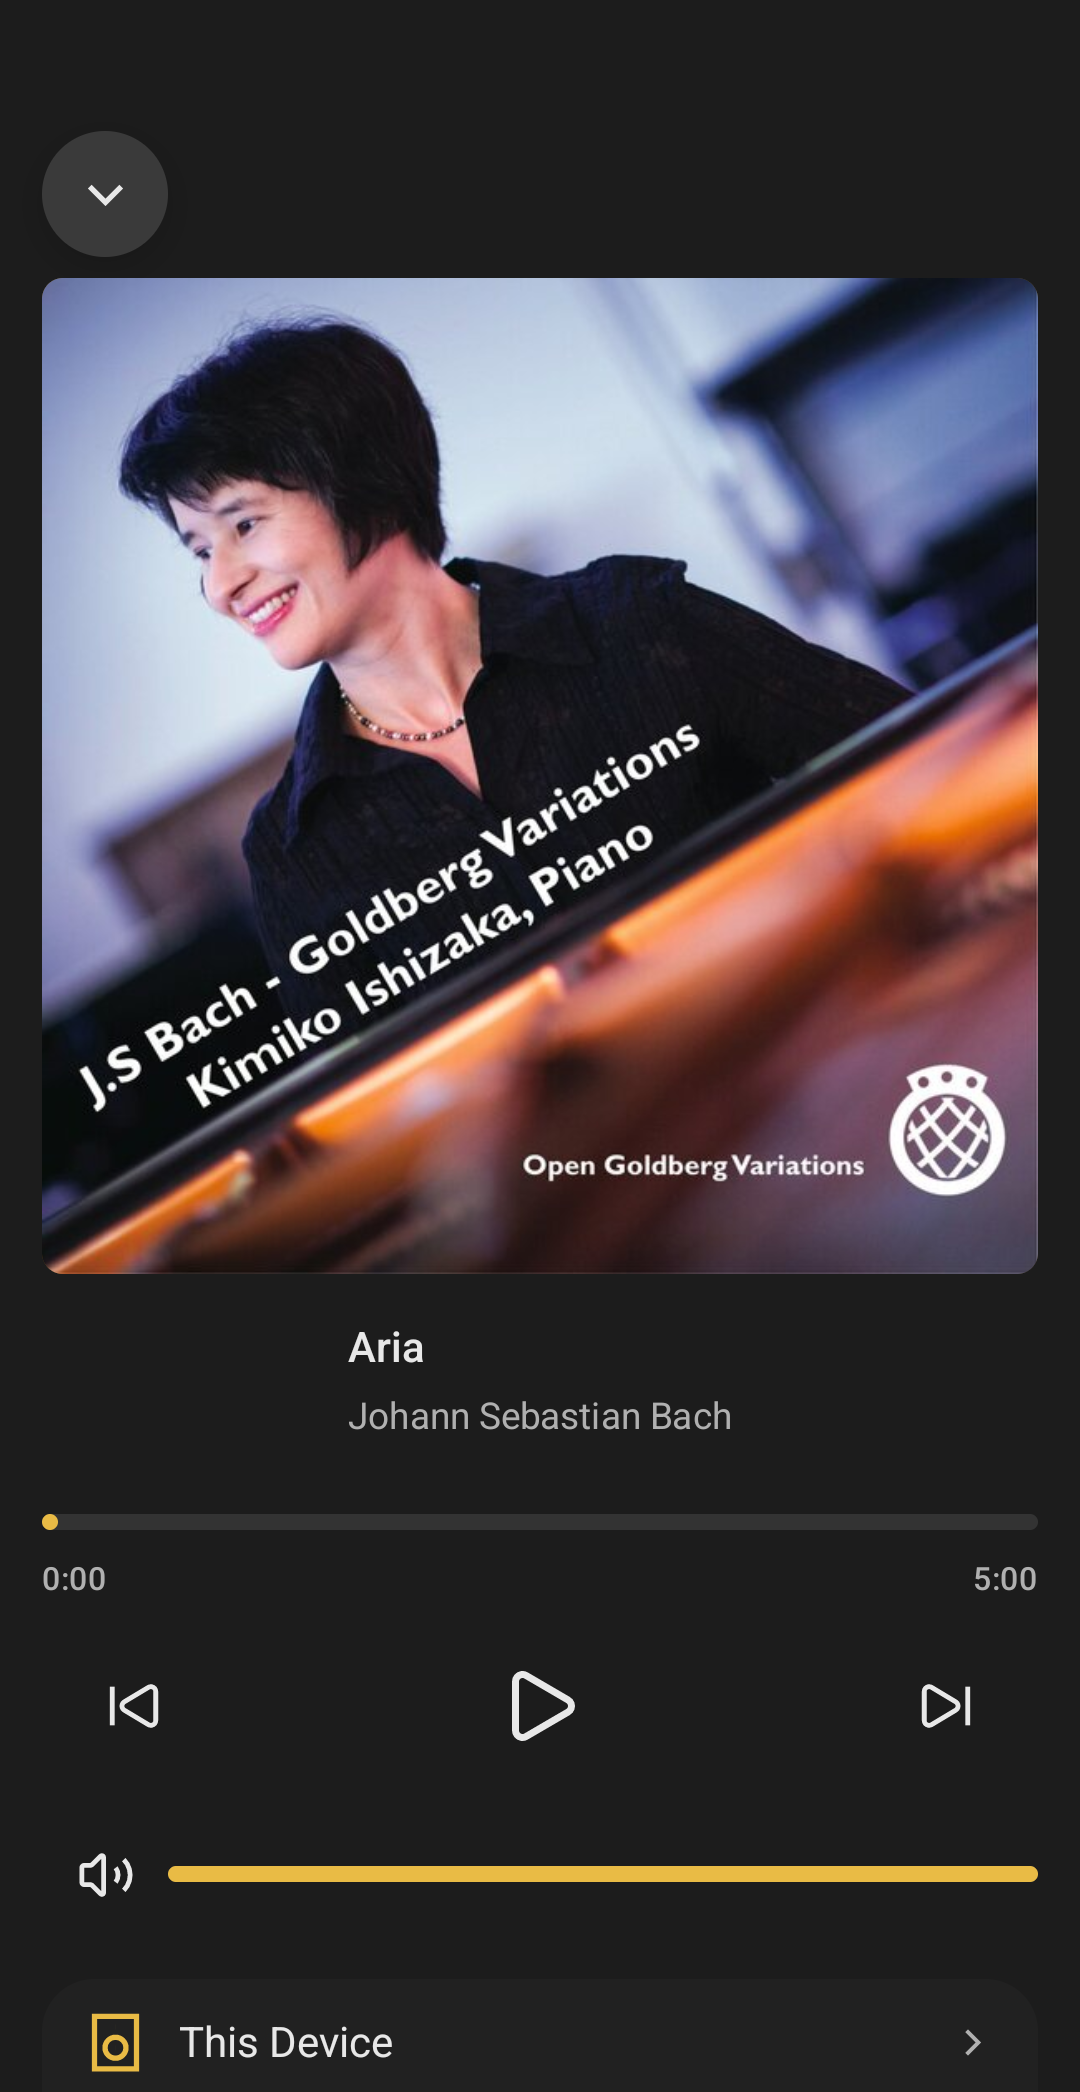 J.S Bach - Goldberg Variations
Kimiko Ishizaka, Piano
Open Goldberg Variations
Aria
Johann Sebastian Bach
0:00
5:00
This Device